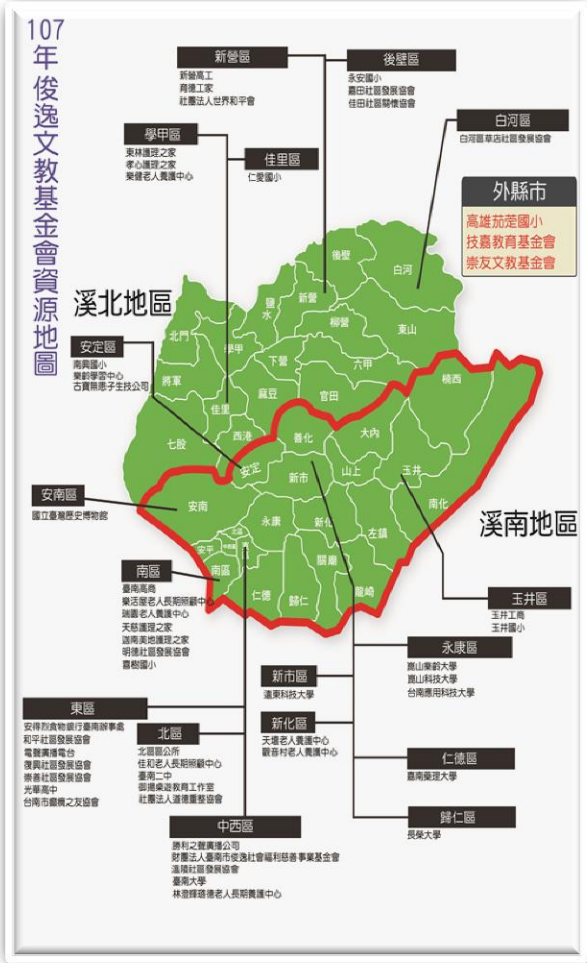 107年俊逸文教基金會資源地圖
新營區
新營高工
育德工家
社團法人世界和平會
後壁區
永安國小
嘉田社區發展協會
佳田社區關懷協會
學甲區
東林護理之家
孝心護理之家
樂健老人養護中心
佳里區
仁愛國小
白河區
白河區草店社區發展協會
外縣市
高雄茄萣國小
技嘉教育基金會
崇友文教基金會
溪北地區
安定區
南興國小
樂齡學習中心
古寶無患子生技公司
後壁
白河
新營
鹽水
柳營
東山
北門
學甲
下營
六甲
將軍
麻豆
官田
楠西
佳里
七股
西港
善化
大內
安定
新市
山上
玉井
安南
南化
永康
新化
左鎮
北區
安平
中西區
東
南區
關廟
仁德
歸仁
龍崎
安南區
國立臺灣歷史博物館
溪南地區
南區
臺南高商
樂活屋老人長期照顧中心
瑞園老人養護中心
天慈護理之家
迦南美地護理之家
明德社區發展協會
喜樹國小
玉井區
玉井工商
玉井國小
永康區
崑山樂齡大學
崑山科技大學
台南應用科技大學
新市區
遠東科技大學
新化區
天壇老人養護中心
觀音村老人養護中心
仁德區
嘉南藥理大學
歸仁區
長榮大學
東區
安得烈食物銀行臺南辦事處
和平社區發展協會
電聲廣播電台
復興社區發展協會
崇善社區發展協會
光華高中
台南市癲癇之友協會
北區
北區區公所
佳和老人長期照顧中心
臺南二中
御揚桌遊教育工作室
社團法人道德重整協會
中西區
勝利之聲廣播公司
財團法人臺南市俊逸社會福利慈善事業基金會
溫陵社區發展協會
臺南大學
林澄輝璐德老人長期養護中心